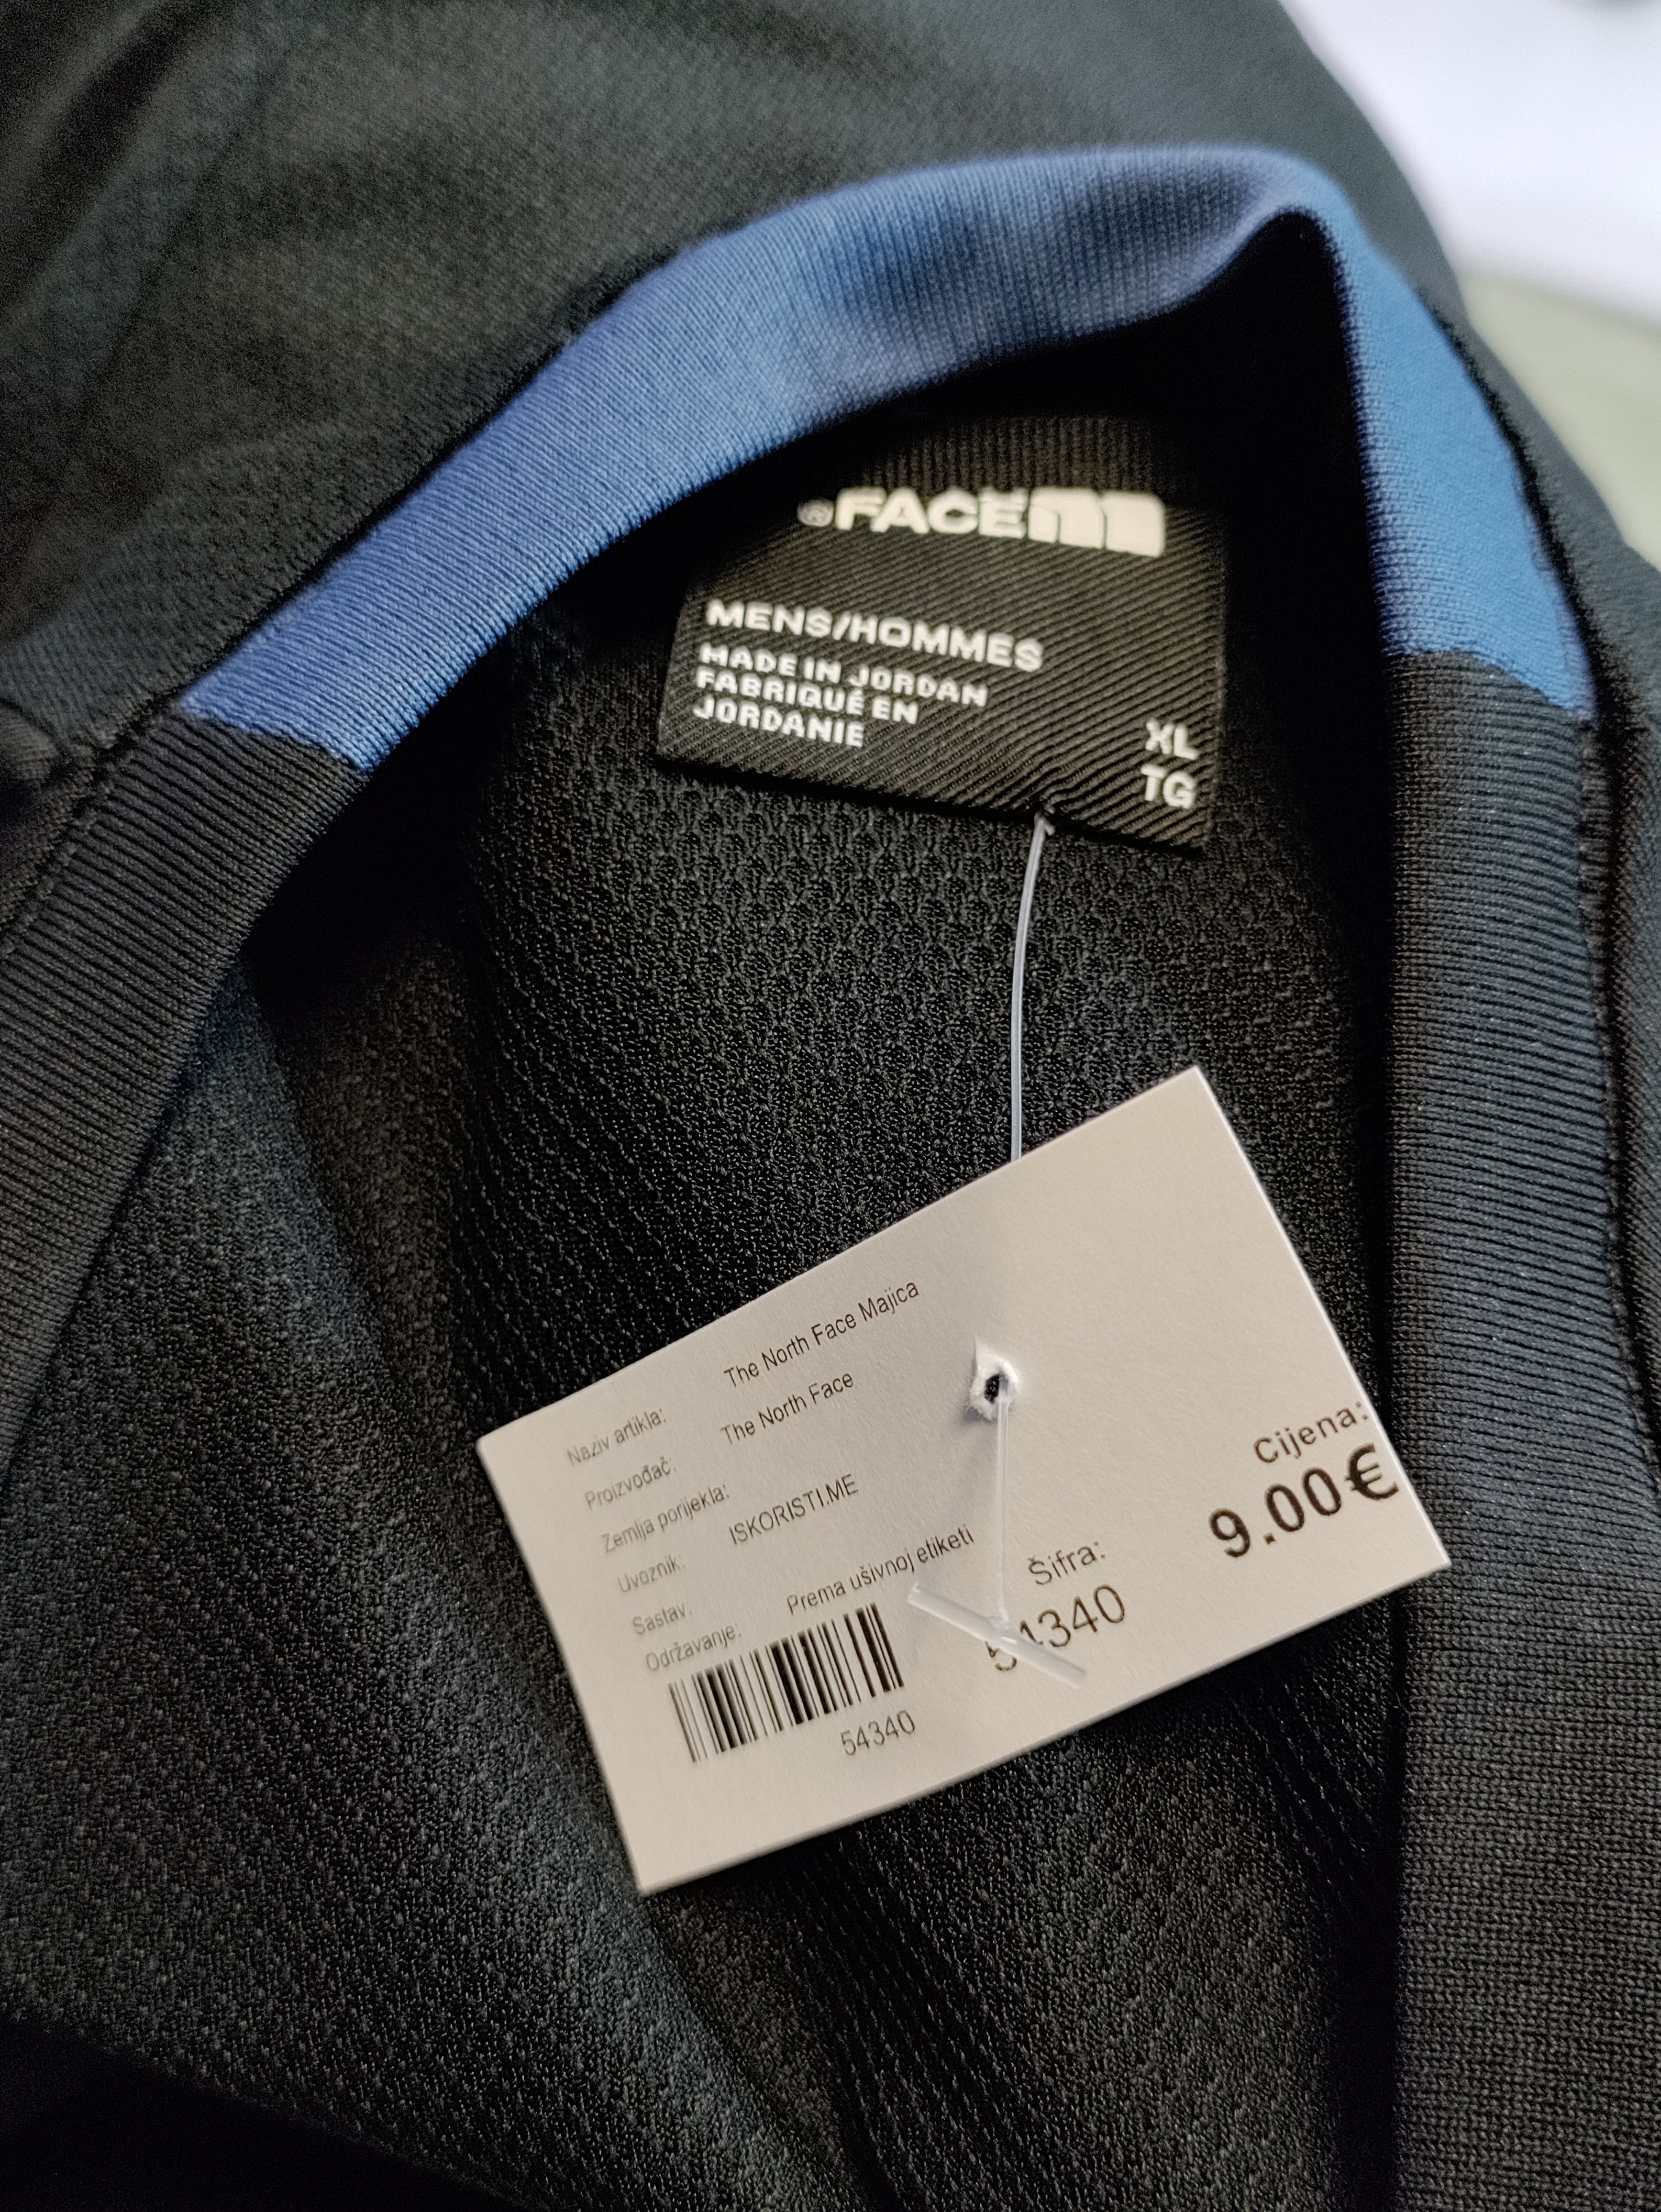 FACE
MENS/HOMMES
MADE IN JORDAN
FABRIQUÉ EN
JORDANIE
XL
TG
Naziv artikla: The North Face Majica
Proizvođač: The North Face
Zemlja porijekla:
Uvoznik: ISKORISTI.ME
Sastav:
Održavanje: Prema ušivnoj etiketi
54340
Šifra:
54340
Cijena:
9.00€